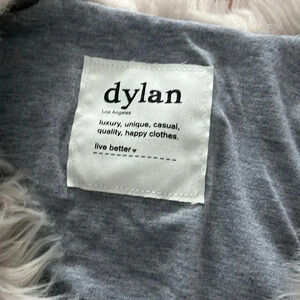 dylan
Los Angeles
luxury, unique, casual,
quality, happy clothes.
live better♥